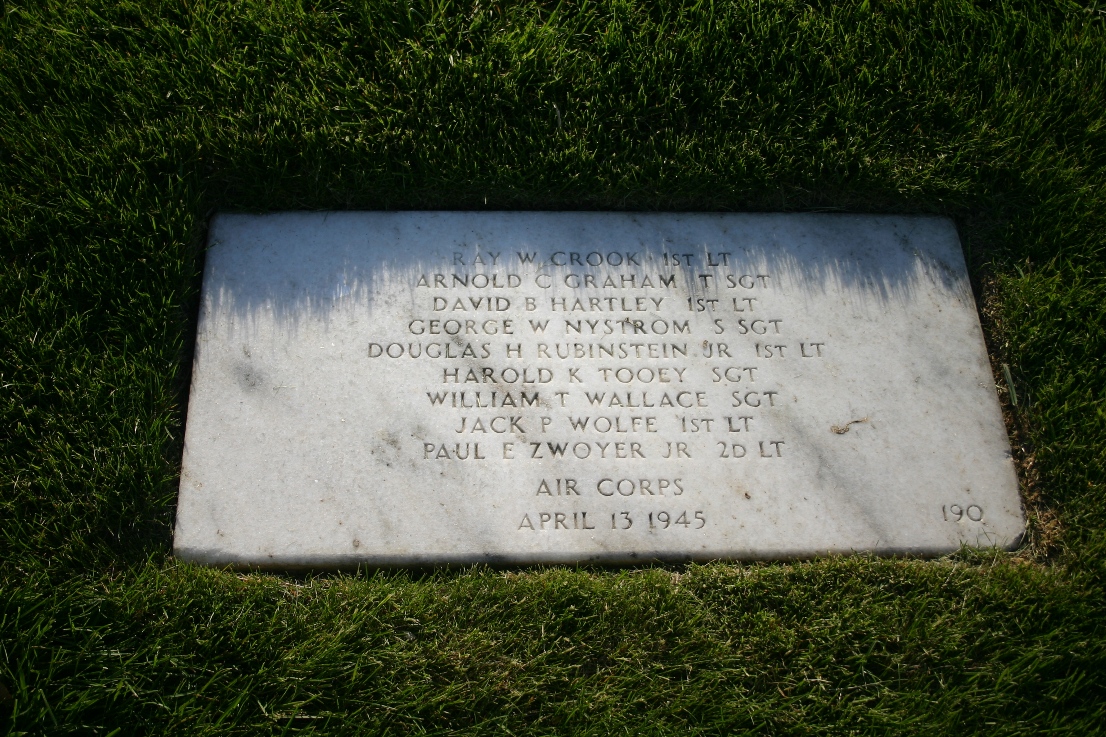 RAY W CROOK 1ST LT
ARNOLD C GRAHAM T SGT
DAVID B HARTLEY 1ST LT
GEORGE W NYSTROM S SGT
DOUGLAS H RUBINSTEIN JR 1ST LT
HAROLD K TOOEY SGT
WILLIAM T WALLACE SGT
JACK P WOLFE 1ST LT
PAUL E ZWOYER JR 2D LT
AIR CORPS
APRIL 13 1945
190